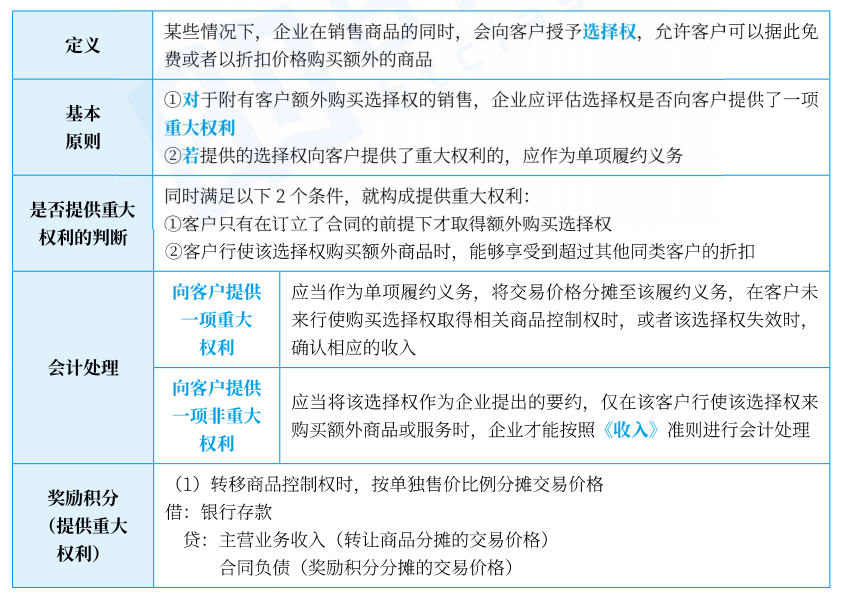 定义
某些情况下，企业在销售商品的同时，会向客户授予选择权，允许客户可以据此免
费或者以折扣价格购买额外的商品
基本
原则
①对于附有客户额外购买选择权的销售，企业应评估选择权是否向客户提供了一项
重大权利
②若提供的选择权向客户提供了重大权利的，应作为单项履约义务
是否提供重大
权利的判断
同时满足以下 2 个条件，就构成提供重大权利：
①客户只有在订立了合同的前提下才取得额外购买选择权
②客户行使该选择权购买额外商品时，能够享受到超过其他同类客户的折扣
会计处理
向客户提供
一项重大
权利
应当作为单项履约义务，将交易价格分摊至该履约义务，在客户未
来行使购买选择权取得相关商品控制权时，或者该选择权失效时，
确认相应的收入
向客户提供
一项非重大
权利
应当将该选择权作为企业提出的要约，仅在该客户行使该选择权来
购买额外商品或服务时，企业才能按照《收入》准则进行会计处理
奖励积分
（提供重大
权利）
（1）转移商品控制权时，按单独售价比例分摊交易价格
借：银行存款
贷：主营业务收入（转让商品分摊的交易价格）
合同负债（奖励积分分摊的交易价格）